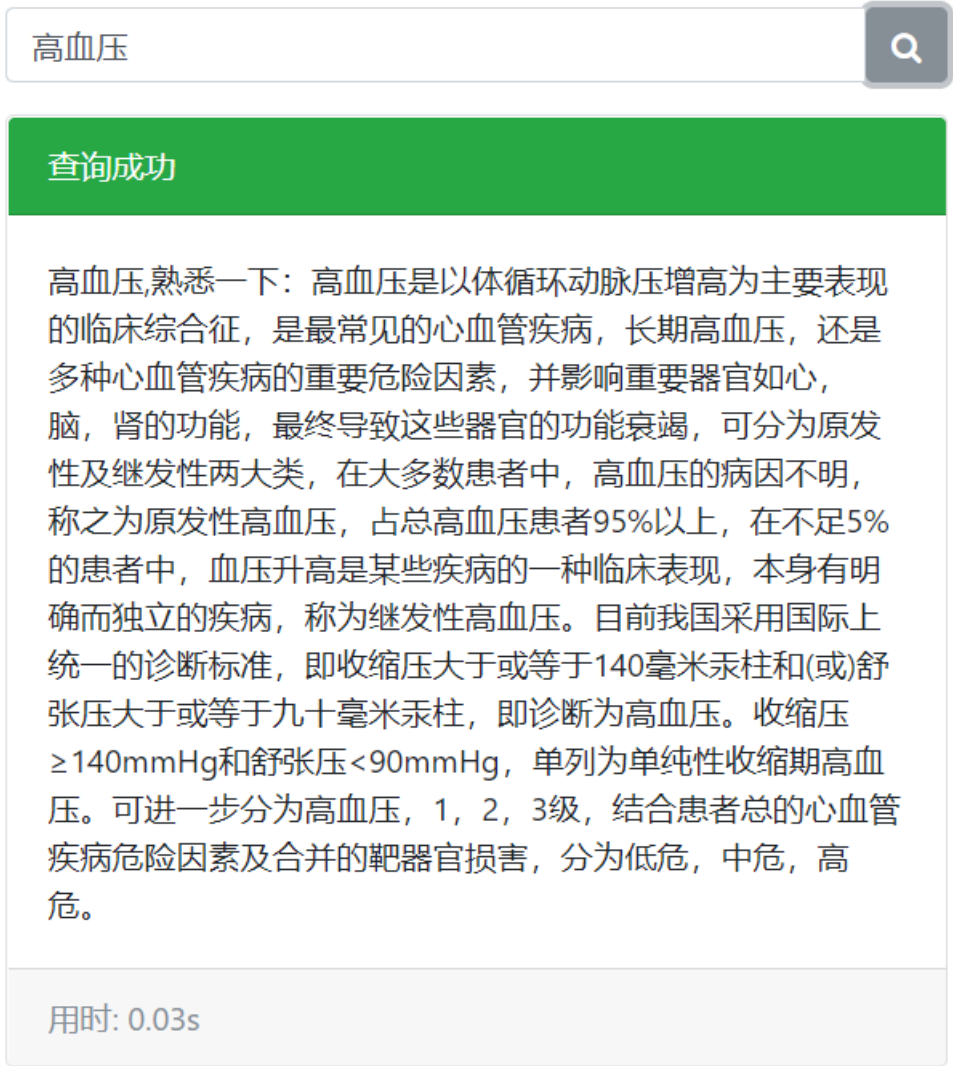 高血压
查询成功
高血压,熟悉一下：高血压是以体循环动脉压增高为主要表现
的临床综合征，是最常见的心血管疾病，长期高血压，还是
多种心血管疾病的重要危险因素，并影响重要器官如心，
脑，肾的功能，最终导致这些器官的功能衰竭，可分为原发
性及继发性两大类，在大多数患者中，高血压的病因不明，
称之为原发性高血压，占总高血压患者95%以上，在不足5%
的患者中，血压升高是某些疾病的一种临床表现，本身有明
确而独立的疾病，称为继发性高血压。目前我国采用国际上
统一的诊断标准，即收缩压大于或等于140毫米汞柱和(或)舒
张压大于或等于九十毫米汞柱，即诊断为高血压。收缩压
≥140mmHg和舒张压<90mmHg，单列为单纯性收缩期高血
压。可进一步分为高血压，1，2，3级，结合患者总的心血管
疾病危险因素及合并的靶器官损害，分为低危，中危，高
危。
用时: 0.03s